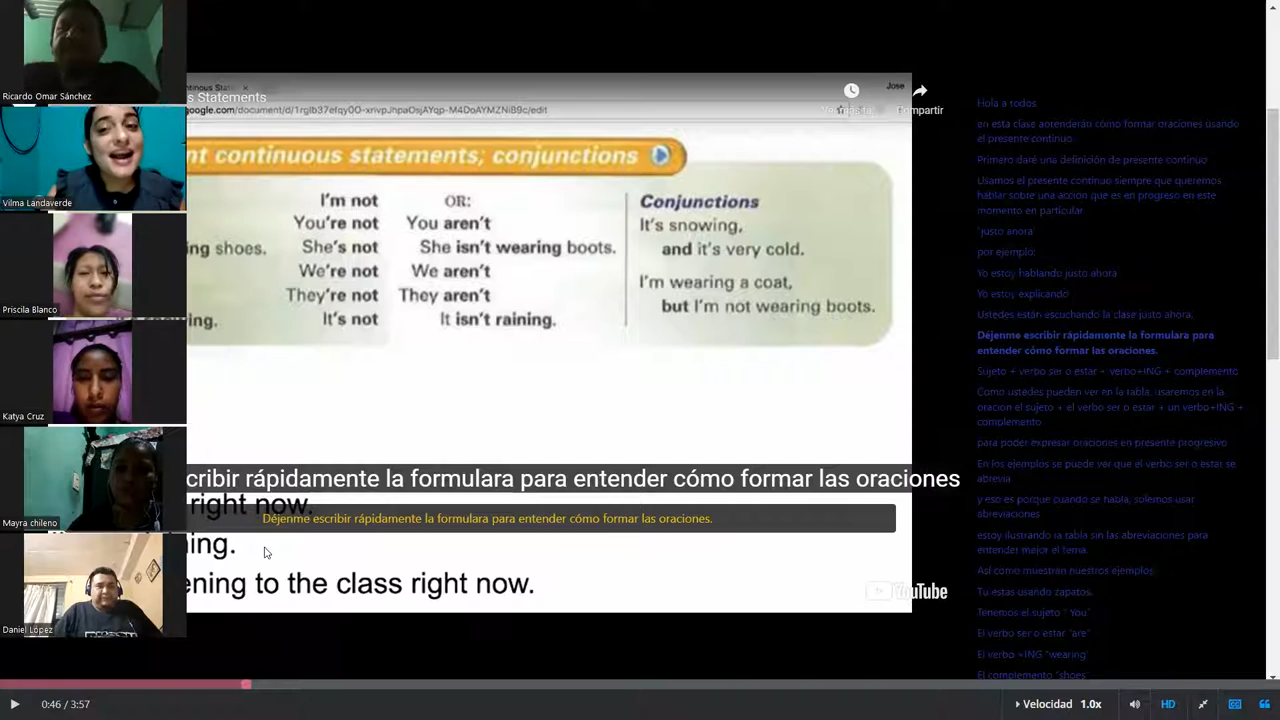 Ricardo Omar Sánchez
Vilma Landaverde
Priscila Blanco
Katya Cruz
Mayra chileno
Daniel López
Jose
s Statements
Compartir
nt continuous statements; conjunctions
I'm not OR:
You're not You aren't
ng shoes. She's not She isn't wearing boots.
We're not We aren't
They're not They aren't
It's not It isn't raining.
Conjunctions
It's snowing,
and it's very cold.
I'm wearing a coat,
but I'm not wearing boots.
cribir rápidamente la formulara para entender cómo formar las oraciones
right now.
Déjenme escribir rápidamente la formulara para entender cómo formar las oraciones.
ning.
ening to the class right now.
YouTube
Hola a todos
en esta clase aprenderán cómo formar oraciones usando
el presente continuo
Primero daré una definición de presente continuo
Usamos el presente continuo siempre que queremos
hablar sobre una acción que es en progreso en este
momento en particular
"justo ahora
por ejemplo:
Yo estoy hablando justo ahora
Yo estoy explicando
Ustedes están escuchando la clase justo ahora.
Déjenme escribir rápidamente la formulara para
entender cómo formar las oraciones.
Sujeto + verbo ser o estar + verbo+ING + complemento
Como ustedes pueden ver en la tabla, usaremos en la
oracion el sujeto + el verbo ser o estar + un verbo+ING +
complemento
para poder expresar oraciones en presente progresivo
En los ejemplos se puede ver que el verbo ser o estar se
abrevia
y eso es porque cuando se habla, solemos usar
abreviaciones
estoy ilustrando la tabla sin las abreviaciones para
entender mejor el tema.
Así como muestran nuestros ejemplos
Tu estas usando zapatos.
Tenemos el sujeto " You"
El verbo ser o estar "are"
El verbo +ING "wearing"
El complemento "shoes
0:46 / 3:57
Velocidad 1.0x
HD